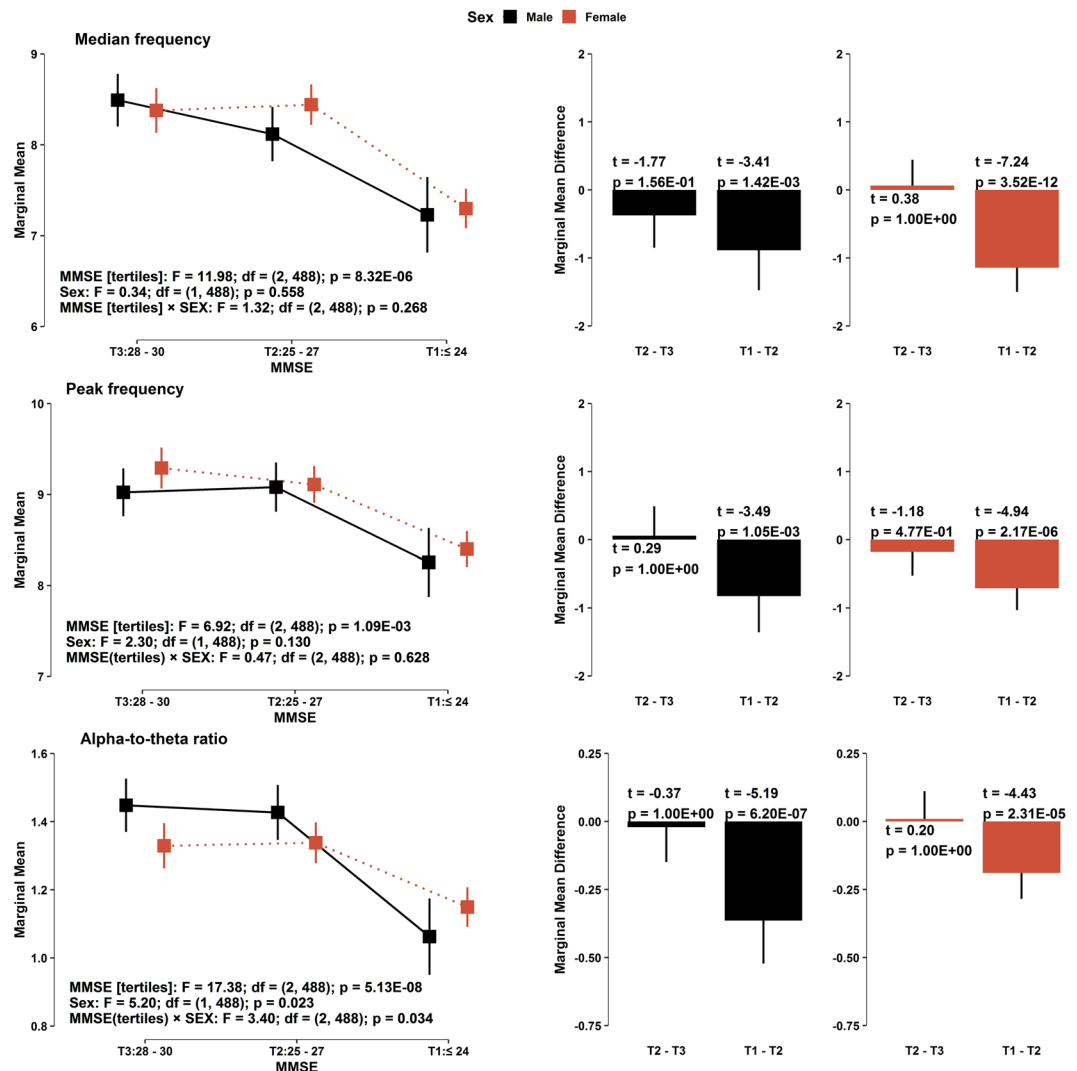 Sex Male Female
Median frequency
9
8
7
6
Marginal Mean
MMSE [tertiles]: F = 11.98; df = (2, 488); p = 8.32E-06
Sex: F = 0.34; df = (1, 488); p = 0.558
MMSE [tertiles] × SEX: F = 1.32; df = (2, 488); p = 0.268
T3:28 - 30 T2:25 - 27 T1:≤ 24
MMSE
2
1
0
-1
-2
Marginal Mean Difference
t = -1.77 t = -3.41
p = 1.56E-01 p = 1.42E-03
T2 - T3 T1 - T2
2
1
0
-1
-2
t = -7.24
p = 3.52E-12
t = 0.38
p = 1.00E+00
T2 - T3 T1 - T2
Peak frequency
10
9
8
7
Marginal Mean
MMSE [tertiles]: F = 6.92; df = (2, 488); p = 1.09E-03
Sex: F = 2.30; df = (1, 488); p = 0.130
MMSE(tertiles) × SEX: F = 0.47; df = (2, 488); p = 0.628
T3:28 - 30 T2:25 - 27 T1:≤ 24
MMSE
2
1
0
-1
-2
Marginal Mean Difference
t = -3.49
p = 1.05E-03
t = 0.29
p = 1.00E+00
T2 - T3 T1 - T2
2
1
0
-1
-2
t = -1.18 t = -4.94
p = 4.77E-01 p = 2.17E-06
T2 - T3 T1 - T2
Alpha-to-theta ratio
1.6
1.4
1.2
1.0
0.8
Marginal Mean
MMSE [tertiles]: F = 17.38; df = (2, 488); p = 5.13E-08
Sex: F = 5.20; df = (1, 488); p = 0.023
MMSE(tertiles) × SEX: F = 3.40; df = (2, 488); p = 0.034
T3:28 - 30 T2:25 - 27 T1:≤ 24
MMSE
0.25
0.00
-0.25
-0.50
-0.75
Marginal Mean Difference
t = -0.37 t = -5.19
p = 1.00E+00 p = 6.20E-07
T2 - T3 T1 - T2
0.25
0.00
-0.25
-0.50
-0.75
t = -4.43
p = 2.31E-05
t = 0.20
p = 1.00E+00
T2 - T3 T1 - T2